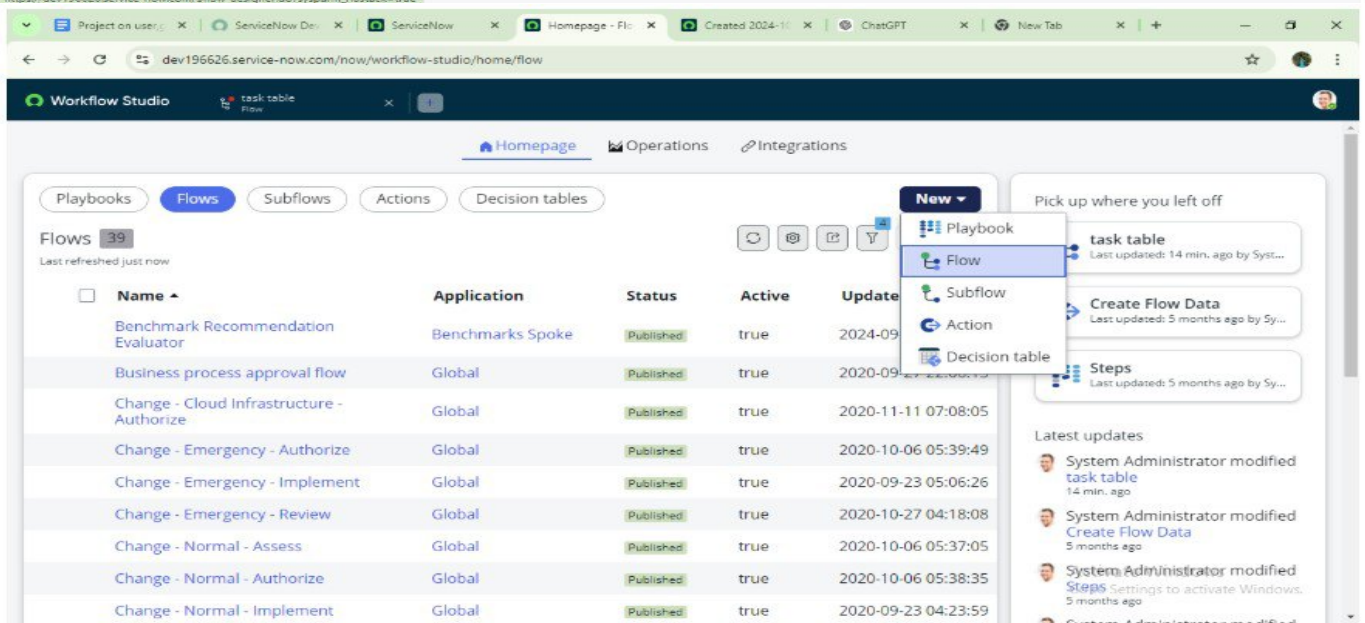 Project on user,g
ServiceNow Dev
ServiceNow
Homepage - Flo
Created 2024-10
ChatGPT
New Tab
dev196626.service-now.com/now/workflow-studio/home/flow
Workflow Studio
task table
Flow
Homepage
Operations
Integrations
Playbooks
Flows
Subflows
Actions
Decision tables
New
Flows 39
Last refreshed just now
4
Playbook
Flow
Subflow
Action
Decision table
Name Application Status Active Update
Benchmark Recommendation
Evaluator
Benchmarks Spoke Published true 2024-09
Business process approval flow Global Published true
Change - Cloud Infrastructure -
Authorize
Global Published true 2020-11-11 07:08:05
Change - Emergency - Authorize Global Published true 2020-10-06 05:39:49
Change - Emergency - Implement Global Published true 2020-09-23 05:06:26
Change - Emergency - Review Global Published true 2020-10-27 04:18:08
Change - Normal - Assess Global Published true 2020-10-06 05:37:05
Change - Normal - Authorize Global Published true 2020-10-06 05:38:35
Change - Normal - Implement Global Published true 2020-09-23 04:23:59
Pick up where you left off
task table
Last updated: 14 min. ago by Syst...
Create Flow Data
Last updated: 5 months ago by Sy...
Steps
Last updated: 5 months ago by Sy...
Latest updates
System Administrator modified
task table
14 min. ago
System Administrator modified
Create Flow Data
5 months ago
System Administrator modified
Steps
Settings to activate Windows.
5 months ago